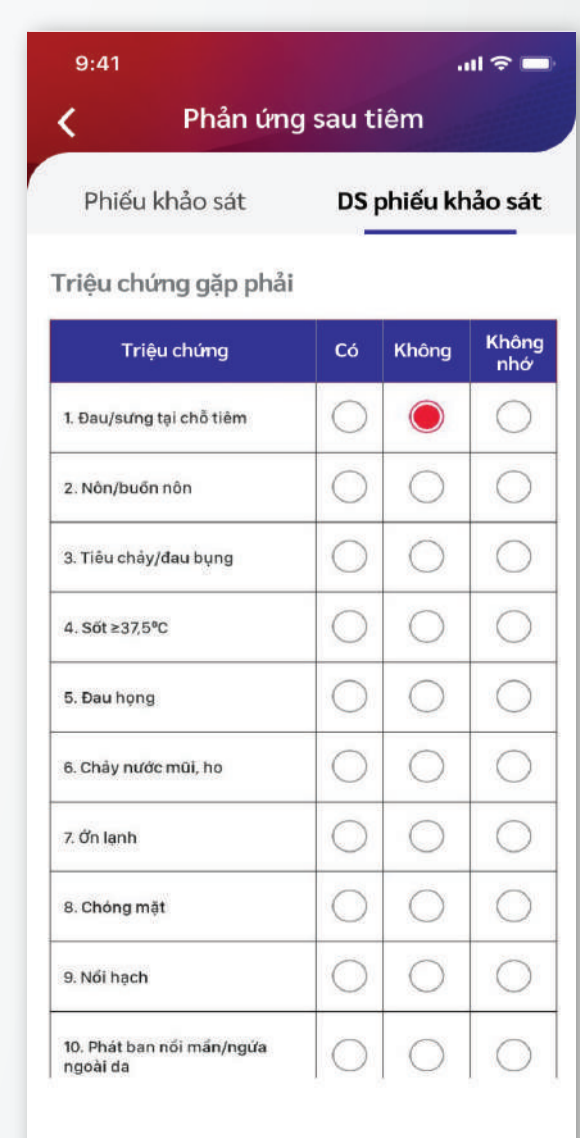 9:41
Phản ứng sau tiêm
Phiếu khảo sát DS phiếu khảo sát
Triệu chứng gặp phải
Triệu chứng Có Không Không
nhớ
1. Đau/sưng tại chỗ tiêm
2. Nôn/buồn nôn
3. Tiêu chảy/đau bụng
4. Sốt ≥37,5ºC
5. Đau họng
6. Chảy nước mũi, ho
7. Ớn lạnh
8. Chóng mặt
9. Nổi hạch
10. Phát ban nổi mẩn/ngứa
ngoài da